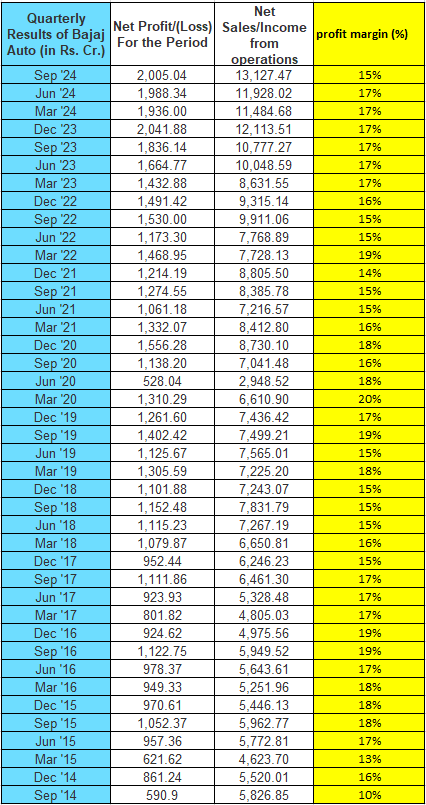 Quarterly Results of Bajaj Auto (in Rs. Cr.) Net Profit/(Loss) For the Period Net Sales/Income from operations profit margin (%)
Sep '24 2,005.04 13,127.47 15%
Jun '24 1,988.34 11,928.02 17%
Mar '24 1,936.00 11,484.68 17%
Dec '23 2,041.88 12,113.51 17%
Sep '23 1,836.14 10,777.27 17%
Jun '23 1,664.77 10,048.59 17%
Mar '23 1,432.88 8,631.55 17%
Dec '22 1,491.42 9,315.14 16%
Sep '22 1,530.00 9,911.06 15%
Jun '22 1,173.30 7,768.89 15%
Mar '22 1,468.95 7,728.13 19%
Dec '21 1,214.19 8,805.50 14%
Sep '21 1,274.55 8,385.78 15%
Jun '21 1,061.18 7,216.57 15%
Mar '21 1,332.07 8,412.80 16%
Dec '20 1,556.28 8,730.10 18%
Sep '20 1,138.20 7,041.48 16%
Jun '20 528.04 2,948.52 18%
Mar '20 1,310.29 6,610.90 20%
Dec '19 1,261.60 7,436.42 17%
Sep '19 1,402.42 7,499.21 19%
Jun '19 1,125.67 7,565.01 15%
Mar '19 1,305.59 7,225.20 18%
Dec '18 1,101.88 7,243.07 15%
Sep '18 1,152.48 7,831.79 15%
Jun '18 1,115.23 7,267.19 15%
Mar '18 1,079.87 6,650.81 16%
Dec '17 952.44 6,246.23 15%
Sep '17 1,111.86 6,461.30 17%
Jun '17 923.93 5,328.48 17%
Mar '17 801.82 4,805.03 17%
Dec '16 924.62 4,975.56 19%
Sep '16 1,122.75 5,949.52 19%
Jun '16 978.37 5,643.61 17%
Mar '16 949.33 5,251.96 18%
Dec '15 970.61 5,446.13 18%
Sep '15 1,052.37 5,962.77 18%
Jun '15 957.36 5,772.81 17%
Mar '15 621.62 4,623.70 13%
Dec '14 861.24 5,520.01 16%
Sep '14 590.9 5,826.85 10%